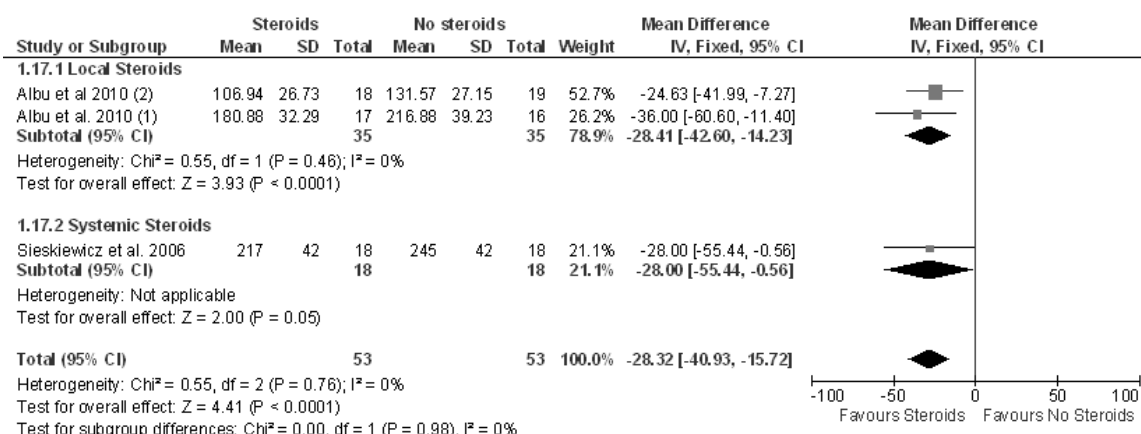 Steroids No steroids Mean Difference Mean Difference
Study or Subgroup Mean SD Total Mean SD Total Weight IV, Fixed, 95% CI IV, Fixed, 95% CI
1.17.1 Local Steroids
Albu et al 2010 (2) 106.94 26.73 18 131.57 27.15 19 52.7% -24.63 [-41.99, -7.27]
Albu et al. 2010 (1) 180.88 32.29 17 216.88 39.23 16 26.2% -36.00 [-60.60, -11.40]
Subtotal (95% CI) 35 35 78.9% -28.41 [-42.60, -14.23]
Heterogeneity: Chi² = 0.55, df = 1 (P = 0.46); I² = 0%
Test for overall effect: Z = 3.93 (P < 0.0001)
1.17.2 Systemic Steroids
Sieskiewicz et al. 2006 217 42 18 245 42 18 21.1% -28.00 [-55.44, -0.56]
Subtotal (95% CI) 18 18 21.1% -28.00 [-55.44, -0.56]
Heterogeneity: Not applicable
Test for overall effect: Z = 2.00 (P = 0.05)
Total (95% CI) 53 53 100.0% -28.32 [-40.93, -15.72]
Heterogeneity: Chi² = 0.55, df = 2 (P = 0.76); I² = 0%
Test for overall effect: Z = 4.41 (P < 0.0001)
Test for subgroup differences: Chi² = 0.00, df = 1 (P = 0.98), I² = 0%
-100 -50 0 50 100
Favours Steroids Favours No Steroids